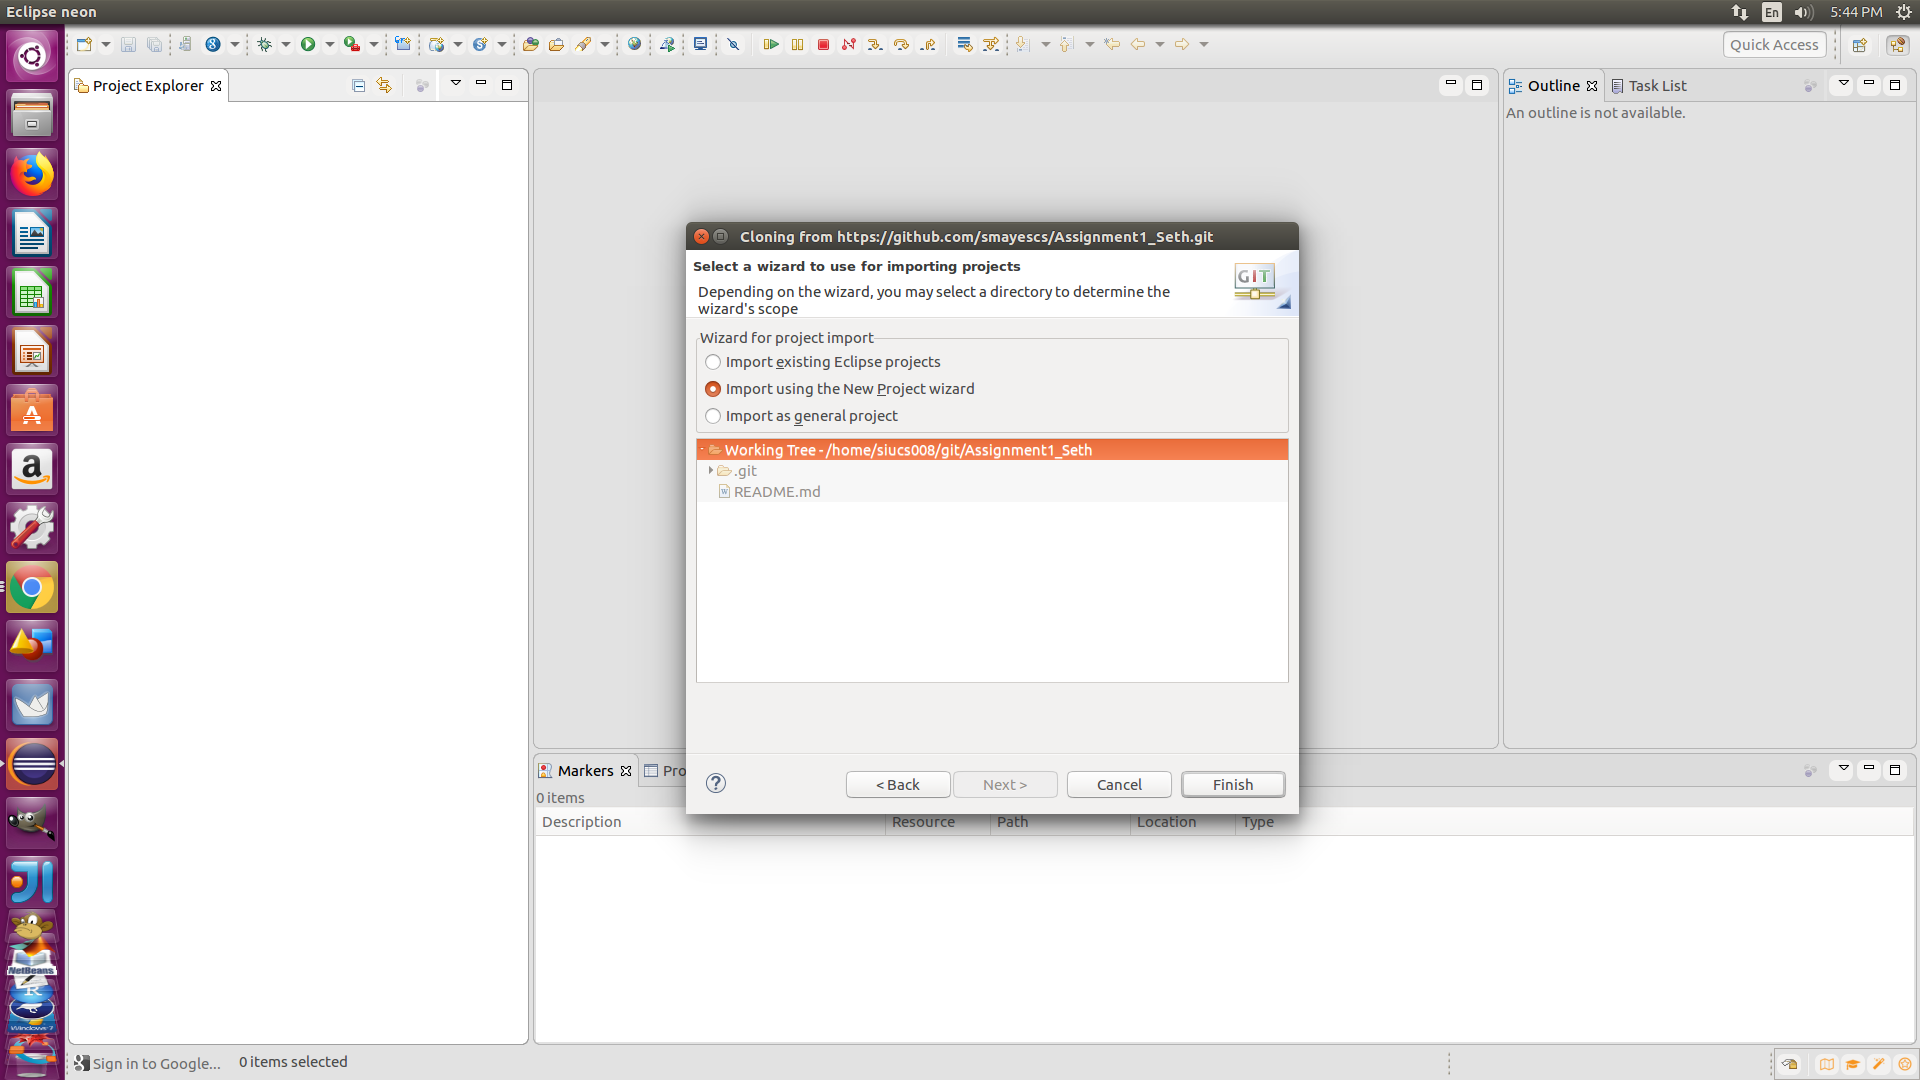 Eclipse neon
En
5:44 PM
Quick Access
Project Explorer
Outline
Task List
An outline is not available.
Cloning from https://github.com/smayescs/Assignment1_Seth.git
Select a wizard to use for importing projects
Depending on the wizard, you may select a directory to determine the
wizard's scope
GIT
Wizard for project import
Import existing Eclipse projects
Import using the New Project wizard
Import as general project
Working Tree - /home/siucs008/git/Assignment1_Seth
.git
README.md
< Back
Next >
Cancel
Finish
Markers
Pro
0 items
Description
Resource
Path
Location
Type
NetBeans
Windows-7
Sign in to Google...
0 items selected